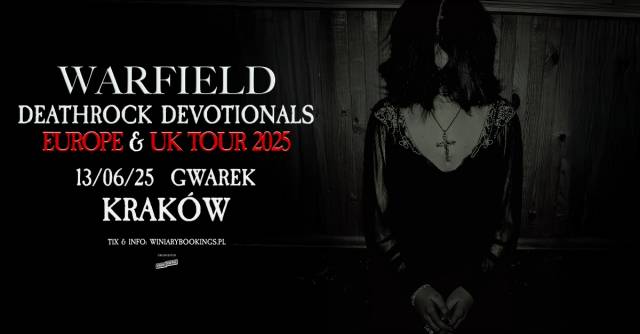 WARFIELD
DEATHROCK DEVOTIONALS
EUROPE & UK TOUR 2025
13/06/25 GWAREK
KRAKÓW
TIX & INFO: WINIARYBOOKINGS.PL